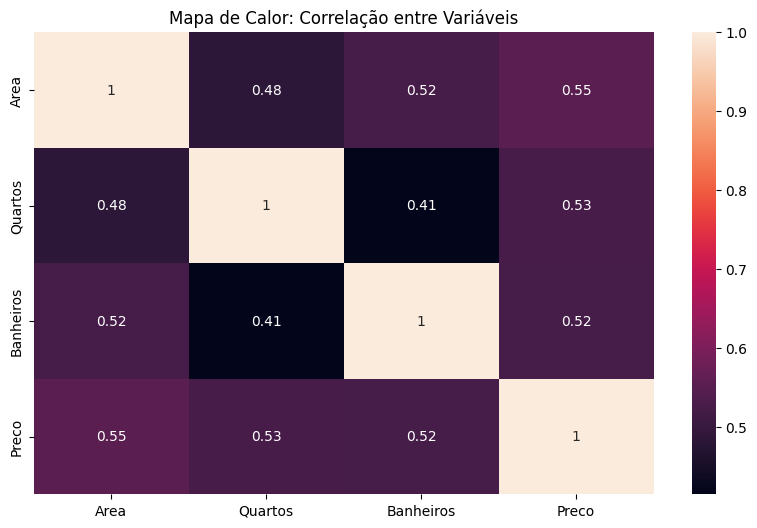 Mapa de Calor: Correlação entre Variáveis
Area 1 0.48 0.52 0.55
Quartos 0.48 1 0.41 0.53
Banheiros 0.52 0.41 1 0.52
Preco 0.55 0.53 0.52 1
Area Quartos Banheiros Preco
1.0
0.9
0.8
0.7
0.6
0.5